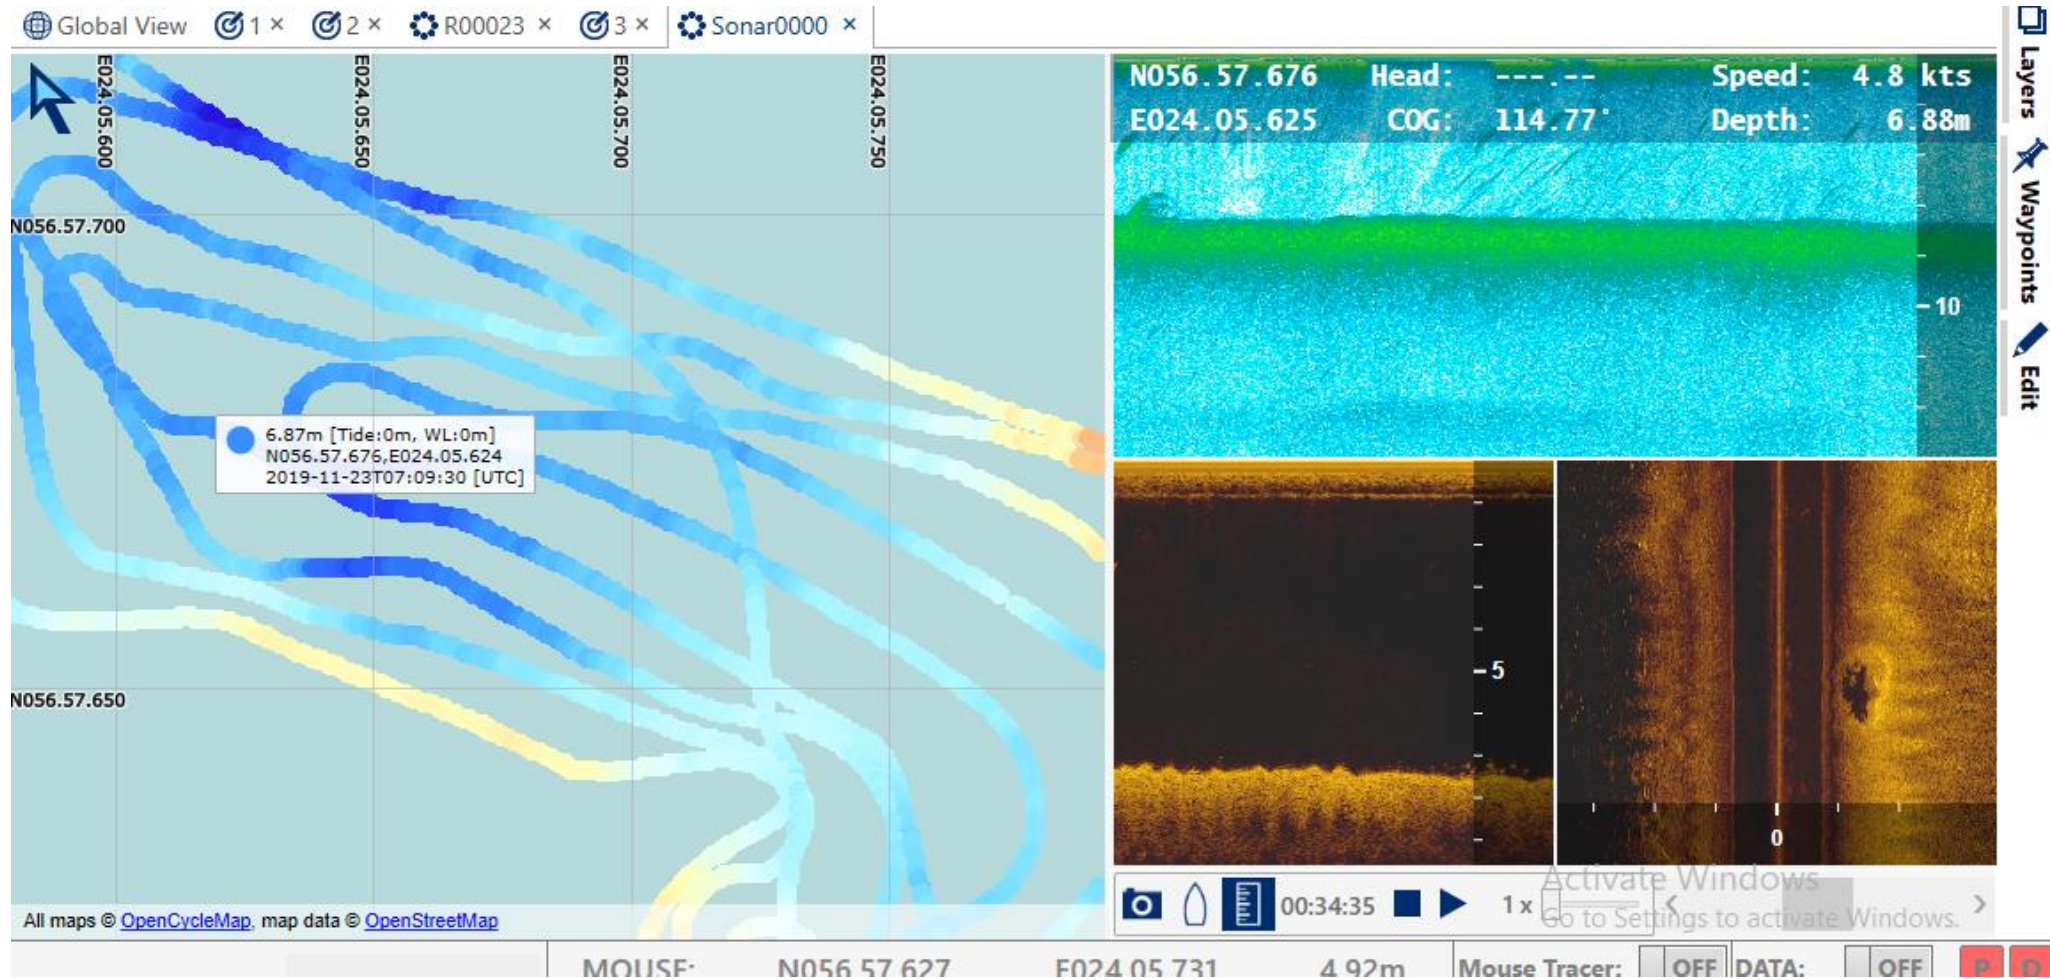 Global View 1 × 2 × R00023 × 3 × Sonar0000 ×
E024.05.600
E024.05.650
E024.05.700
E024.05.750
N056.57.700
6.87m [Tide:0m, WL:0m]
N056.57.676,E024.05.624
2019-11-23T07:09:30 [UTC]
N056.57.650
All maps © OpenCycleMap, map data © OpenStreetMap
N056.57.676 Head: ---.-- Speed: 4.8 kts
E024.05.625 COG: 114.77° Depth: 6.88m
10
5
0
00:34:35 1 x
Activate Windows
Go to Settings to activate Windows.
Layers
Waypoints
Edit
MOUSE: N056.57.627 E024.05.731 4.92m Mouse Tracer: OFF DATA: OFF P D